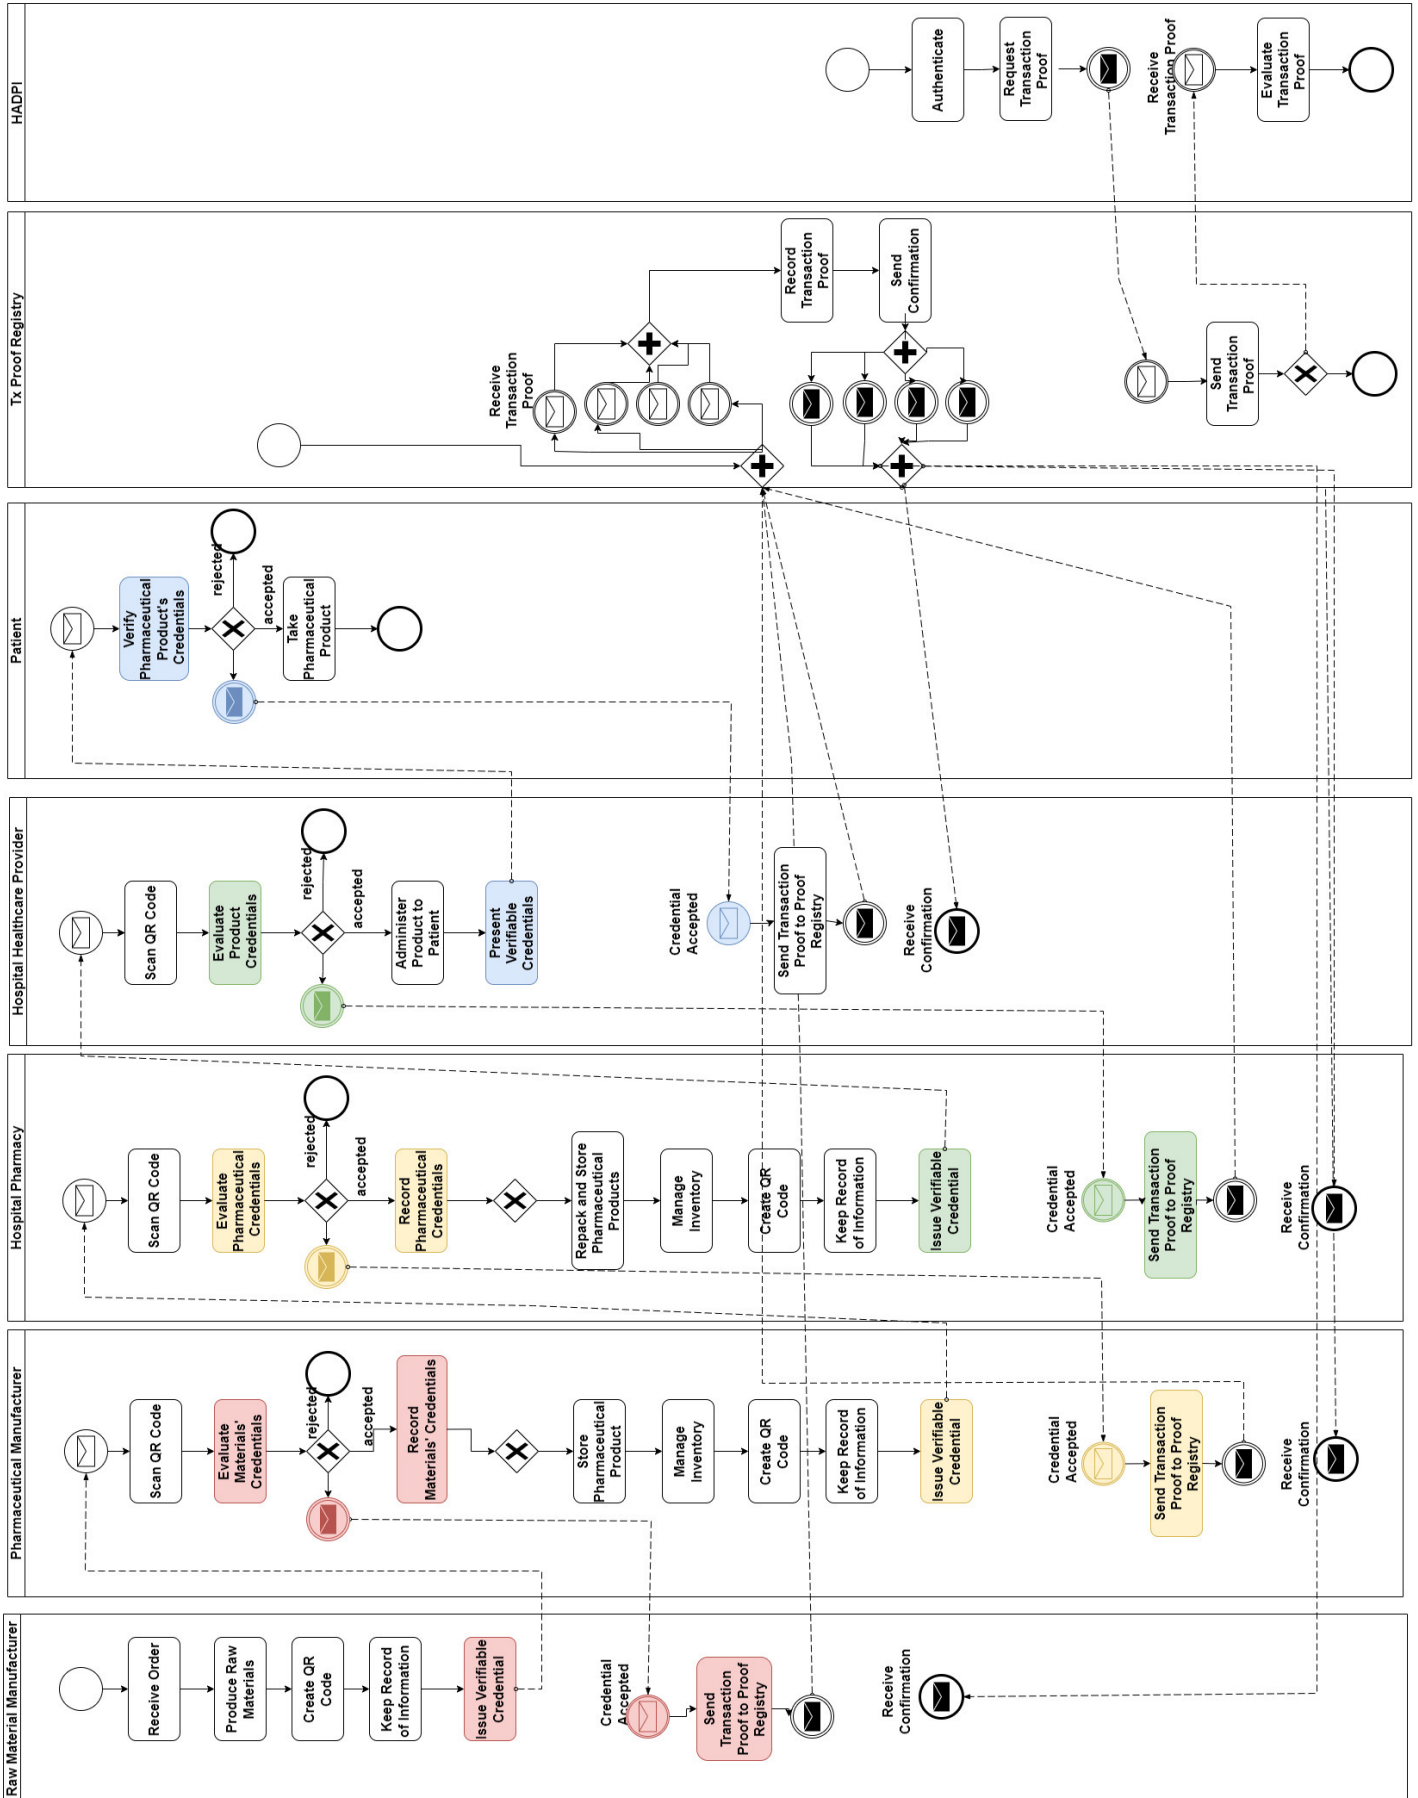 HADPI
Authenticate
Request
Transaction
Proof
Receive
Transaction Proof
Evaluate
Transaction
Proof
Tx Proof Registry
Receive
Transaction
Proof
Record
Transaction
Proof
Send
Confirmation
Send
Transaction
Proof
Patient
Verify
Pharmaceutical
Product's
Credentials
rejected
accepted
Take
Pharmaceutical
Product
Hospital Healthcare Provider
Scan QR Code
Evaluate
Product
Credentials
rejected
accepted
Administer
Product to
Patient
Present
Verifiable
Credentials
Credential
Accepted
Send Transaction
Proof to Proof
Registry
Receive
Confirmation
Hospital Pharmacy
Scan QR Code
Evaluate
Pharmaceutical
Credentials
rejected
accepted
Record
Pharmaceutical
Credentials
Repack and Store
Pharmaceutical
Products
Manage
Inventory
Create QR
Code
Keep Record
of Information
Issue Verifiable
Credential
Credential
Accepted
Send Transaction
Proof to Proof
Registry
Receive
Confirmation
Pharmaceutical Manufacturer
Scan QR Code
Evaluate
Materials'
Credentials
rejected
accepted
Record
Materials' Credentials
Store
Pharmaceutical
Product
Manage
Inventory
Create QR
Code
Keep Record
of Information
Issue Verifiable
Credential
Credential
Accepted
Send Transaction
Proof to Proof
Registry
Receive
Confirmation
Raw Material Manufacturer
Receive Order
Produce Raw
Materials
Create QR
Code
Keep Record
of Information
Issue Verifiable
Credential
Credential
Accepted
Send
Transaction
Proof to Proof
Registry
Receive
Confirmation